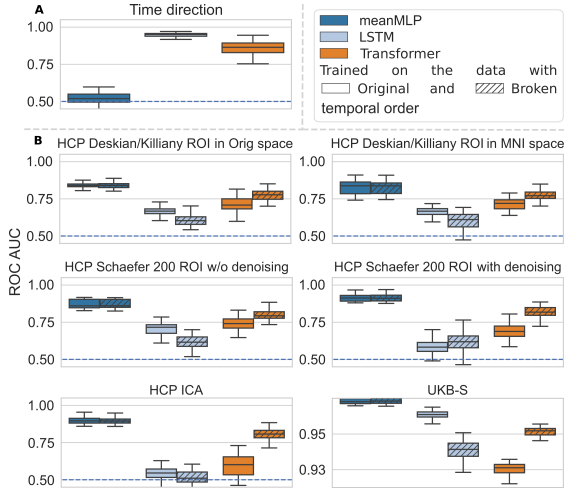 A
Time direction
1.00
0.75
0.50
meanMLP
LSTM
Transformer
Trained on the data with
Original and Broken
temporal order
B
ROC AUC
HCP Deskian/Killiany ROI in Orig space
1.00
0.75
0.50
HCP Deskian/Killiany ROI in MNI space
1.00
0.75
0.50
HCP Schaefer 200 ROI w/o denoising
1.00
0.75
0.50
HCP Schaefer 200 ROI with denoising
1.00
0.75
0.50
HCP ICA
1.00
0.75
0.50
UKB-S
0.95
0.93